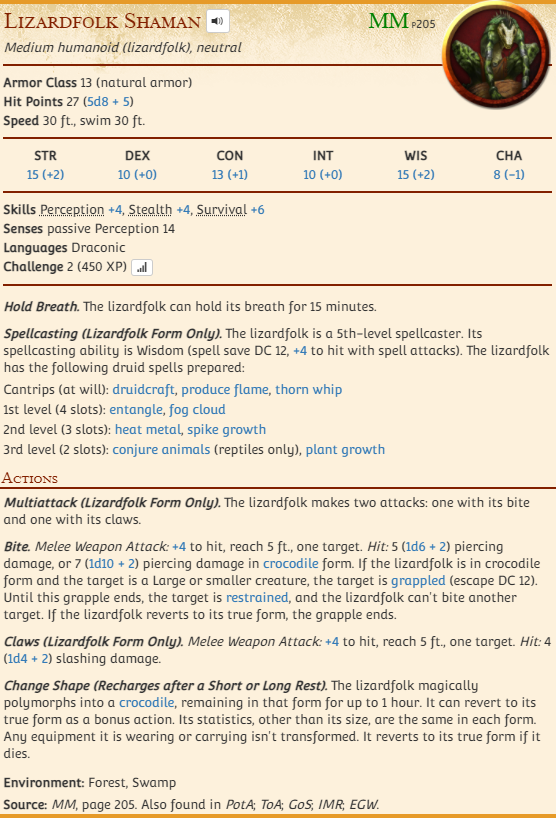 Lizardfolk Shaman MM p205
Medium humanoid (lizardfolk), neutral
Armor Class 13 (natural armor)
Hit Points 27 (5d8 + 5)
Speed 30 ft., swim 30 ft.
STR DEX CON INT WIS CHA
15 (+2) 10 (+0) 13 (+1) 10 (+0) 15 (+2) 8 (−1)
Skills Perception +4, Stealth +4, Survival +6
Senses passive Perception 14
Languages Draconic
Challenge 2 (450 XP)
Hold Breath. The lizardfolk can hold its breath for 15 minutes.
Spellcasting (Lizardfolk Form Only). The lizardfolk is a 5th-level spellcaster. Its
spellcasting ability is Wisdom (spell save DC 12, +4 to hit with spell attacks). The lizardfolk
has the following druid spells prepared:
Cantrips (at will): druidcraft, produce flame, thorn whip
1st level (4 slots): entangle, fog cloud
2nd level (3 slots): heat metal, spike growth
3rd level (2 slots): conjure animals (reptiles only), plant growth
Actions
Multiattack (Lizardfolk Form Only). The lizardfolk makes two attacks: one with its bite
and one with its claws.
Bite. Melee Weapon Attack: +4 to hit, reach 5 ft., one target. Hit: 5 (1d6 + 2) piercing
damage, or 7 (1d10 + 2) piercing damage in crocodile form. If the lizardfolk is in crocodile
form and the target is a Large or smaller creature, the target is grappled (escape DC 12).
Until this grapple ends, the target is restrained, and the lizardfolk can't bite another
target. If the lizardfolk reverts to its true form, the grapple ends.
Claws (Lizardfolk Form Only). Melee Weapon Attack: +4 to hit, reach 5 ft., one target. Hit: 4
(1d4 + 2) slashing damage.
Change Shape (Recharges after a Short or Long Rest). The lizardfolk magically
polymorphs into a crocodile, remaining in that form for up to 1 hour. It can revert to its
true form as a bonus action. Its statistics, other than its size, are the same in each form.
Any equipment it is wearing or carrying isn't transformed. It reverts to its true form if it
dies.
Environment: Forest, Swamp
Source: MM, page 205. Also found in PotA; ToA; GoS; IMR; EGW.